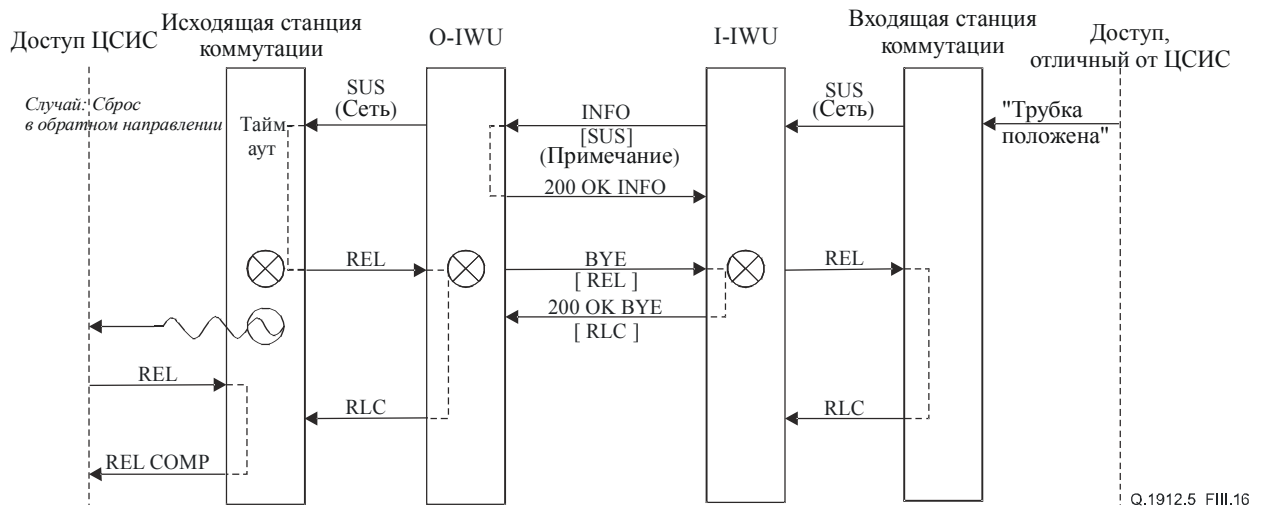 Доступ ЦСИС
Исходящая станция
коммутации
O-IWU
I-IWU
Входящая станция
коммутации
Доступ,
отличный от ЦСИС
Случай: Сброс
в обратном направлении
Тайм-
аут
SUS
(Сеть)
INFO
[SUS]
(Примечание)
SUS
(Сеть)
"Трубка
положена"
200 OK INFO
REL
BYE
[ REL ]
REL
200 OK BYE
[ RLC ]
REL
RLC
RLC
REL COMP
Q.1912.5_FIII.16